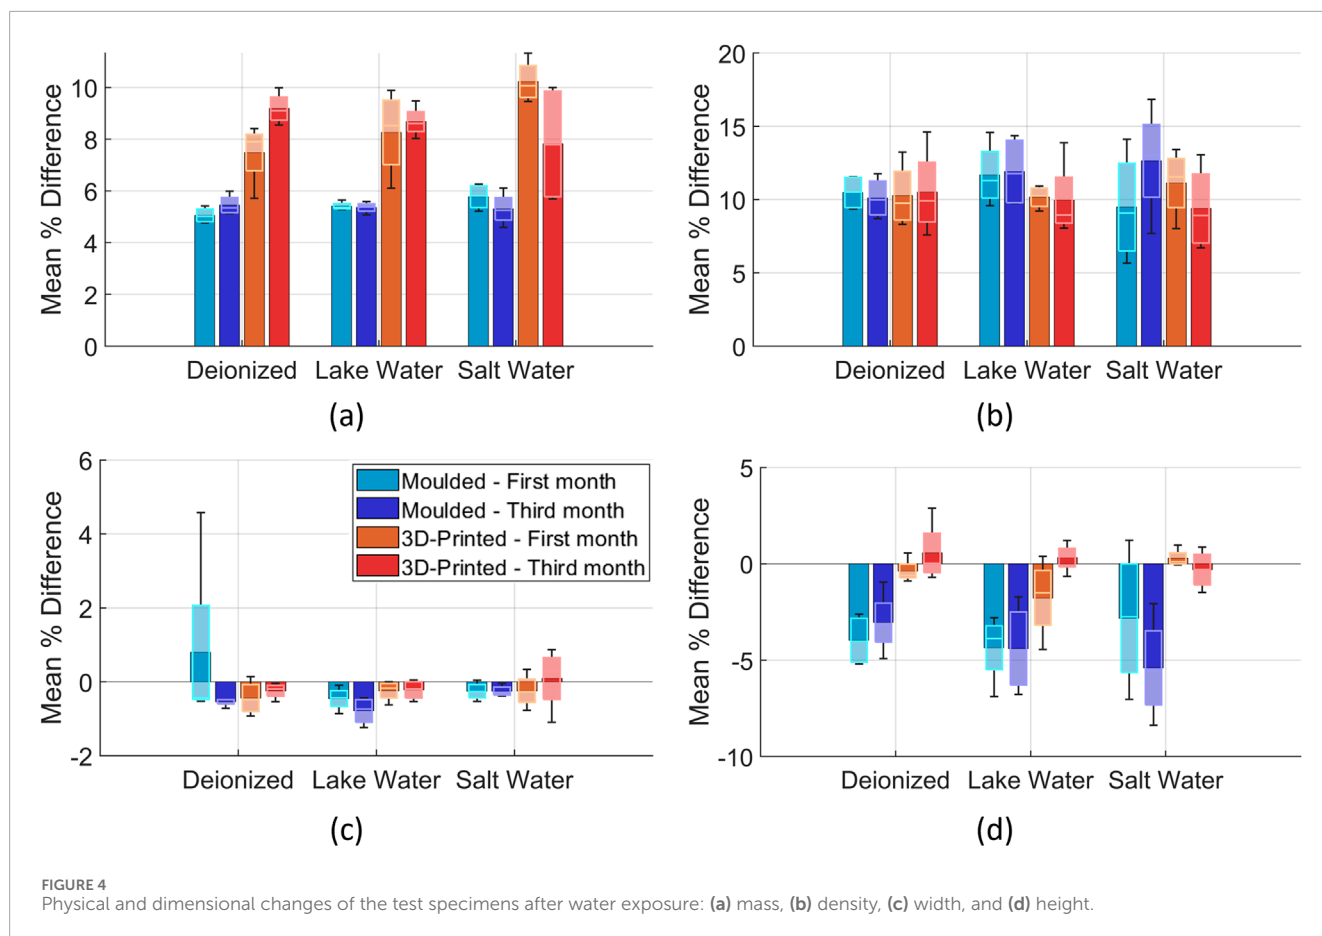 Mean % Difference
10
8
6
4
2
0
Deionized Lake Water Salt Water
(a)
Mean % Difference
20
15
10
5
0
Deionized Lake Water Salt Water
(b)
Mean % Difference
6
4
2
0
-2
Moulded - First month
Moulded - Third month
3D-Printed - First month
3D-Printed - Third month
Deionized Lake Water Salt Water
(c)
Mean % Difference
5
0
-5
-10
Deionized Lake Water Salt Water
(d)
FIGURE 4
Physical and dimensional changes of the test specimens after water exposure: (a) mass, (b) density, (c) width, and (d) height.